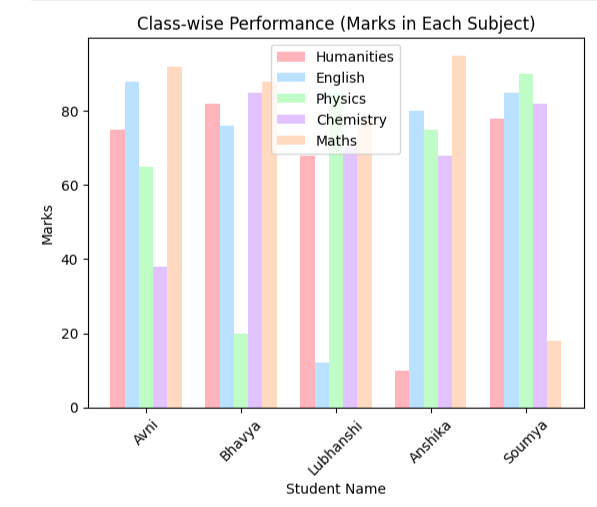 Class-wise Performance (Marks in Each Subject)
Humanities
English
Physics
Chemistry
Maths
80
60
40
20
0
Marks
Avni
Bhavya
Lubhanshi
Anshika
Soumya
Student Name